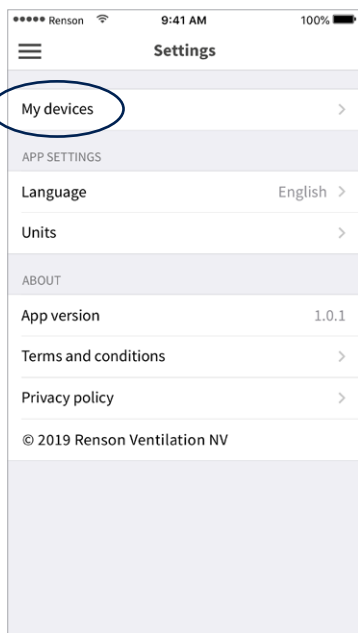 Renson 9:41 AM 100%
Settings
My devices
APP SETTINGS
Language English
Units
ABOUT
App version 1.0.1
Terms and conditions
Privacy policy
© 2019 Renson Ventilation NV